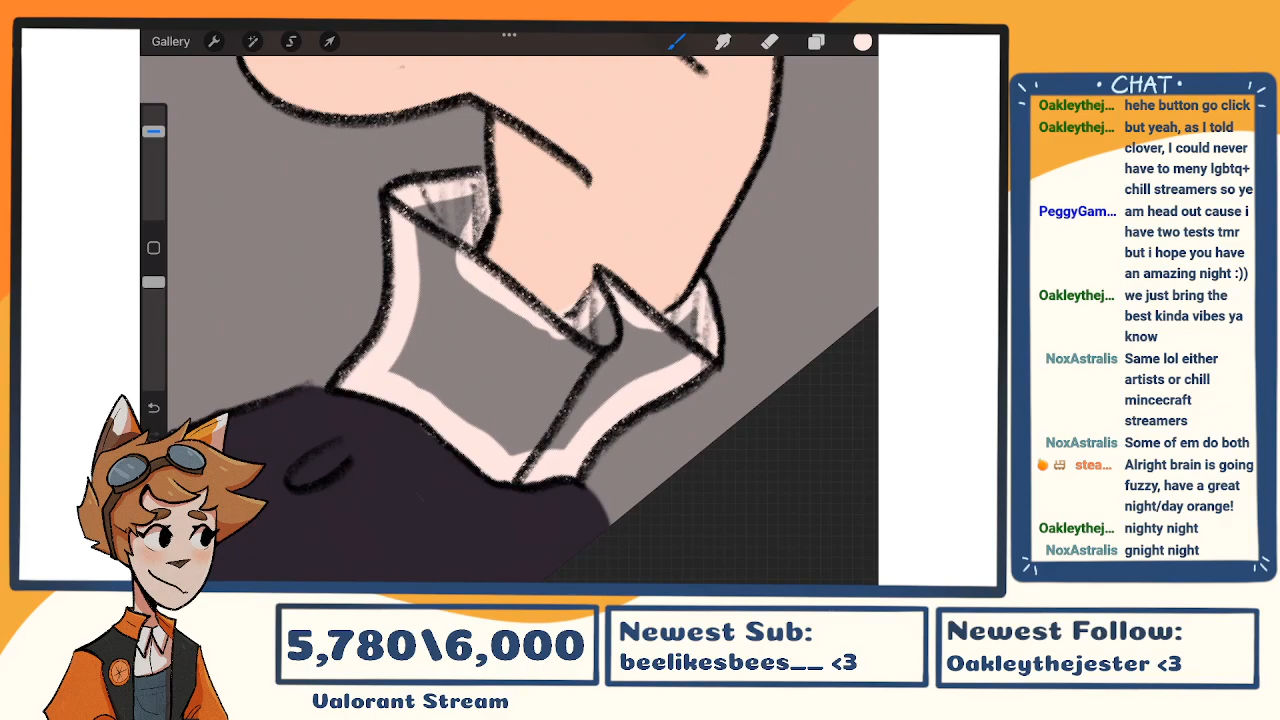 Gallery
• CHAT •
Oakleythej... hehe button go click
Oakleythej... but yeah, as I told
clover, I could never
have to meny lgbtq+
chill streamers so ye
PeggyGam... am head out cause i
have two tests tmr
but i hope you have
an amazing night :))
Oakleythej... we just bring the
best kinda vibes ya
know
NoxAstralis Same lol either
artists or chill
mincecraft
streamers
NoxAstralis Some of em do both
stea... Alright brain is going
fuzzy, have a great
night/day orange!
Oakleythej... nighty night
NoxAstralis gnight night
5,780\6,000
Valorant Stream
Newest Sub:
beelikesbees__ <3
Newest Follow:
Oakleythejester <3